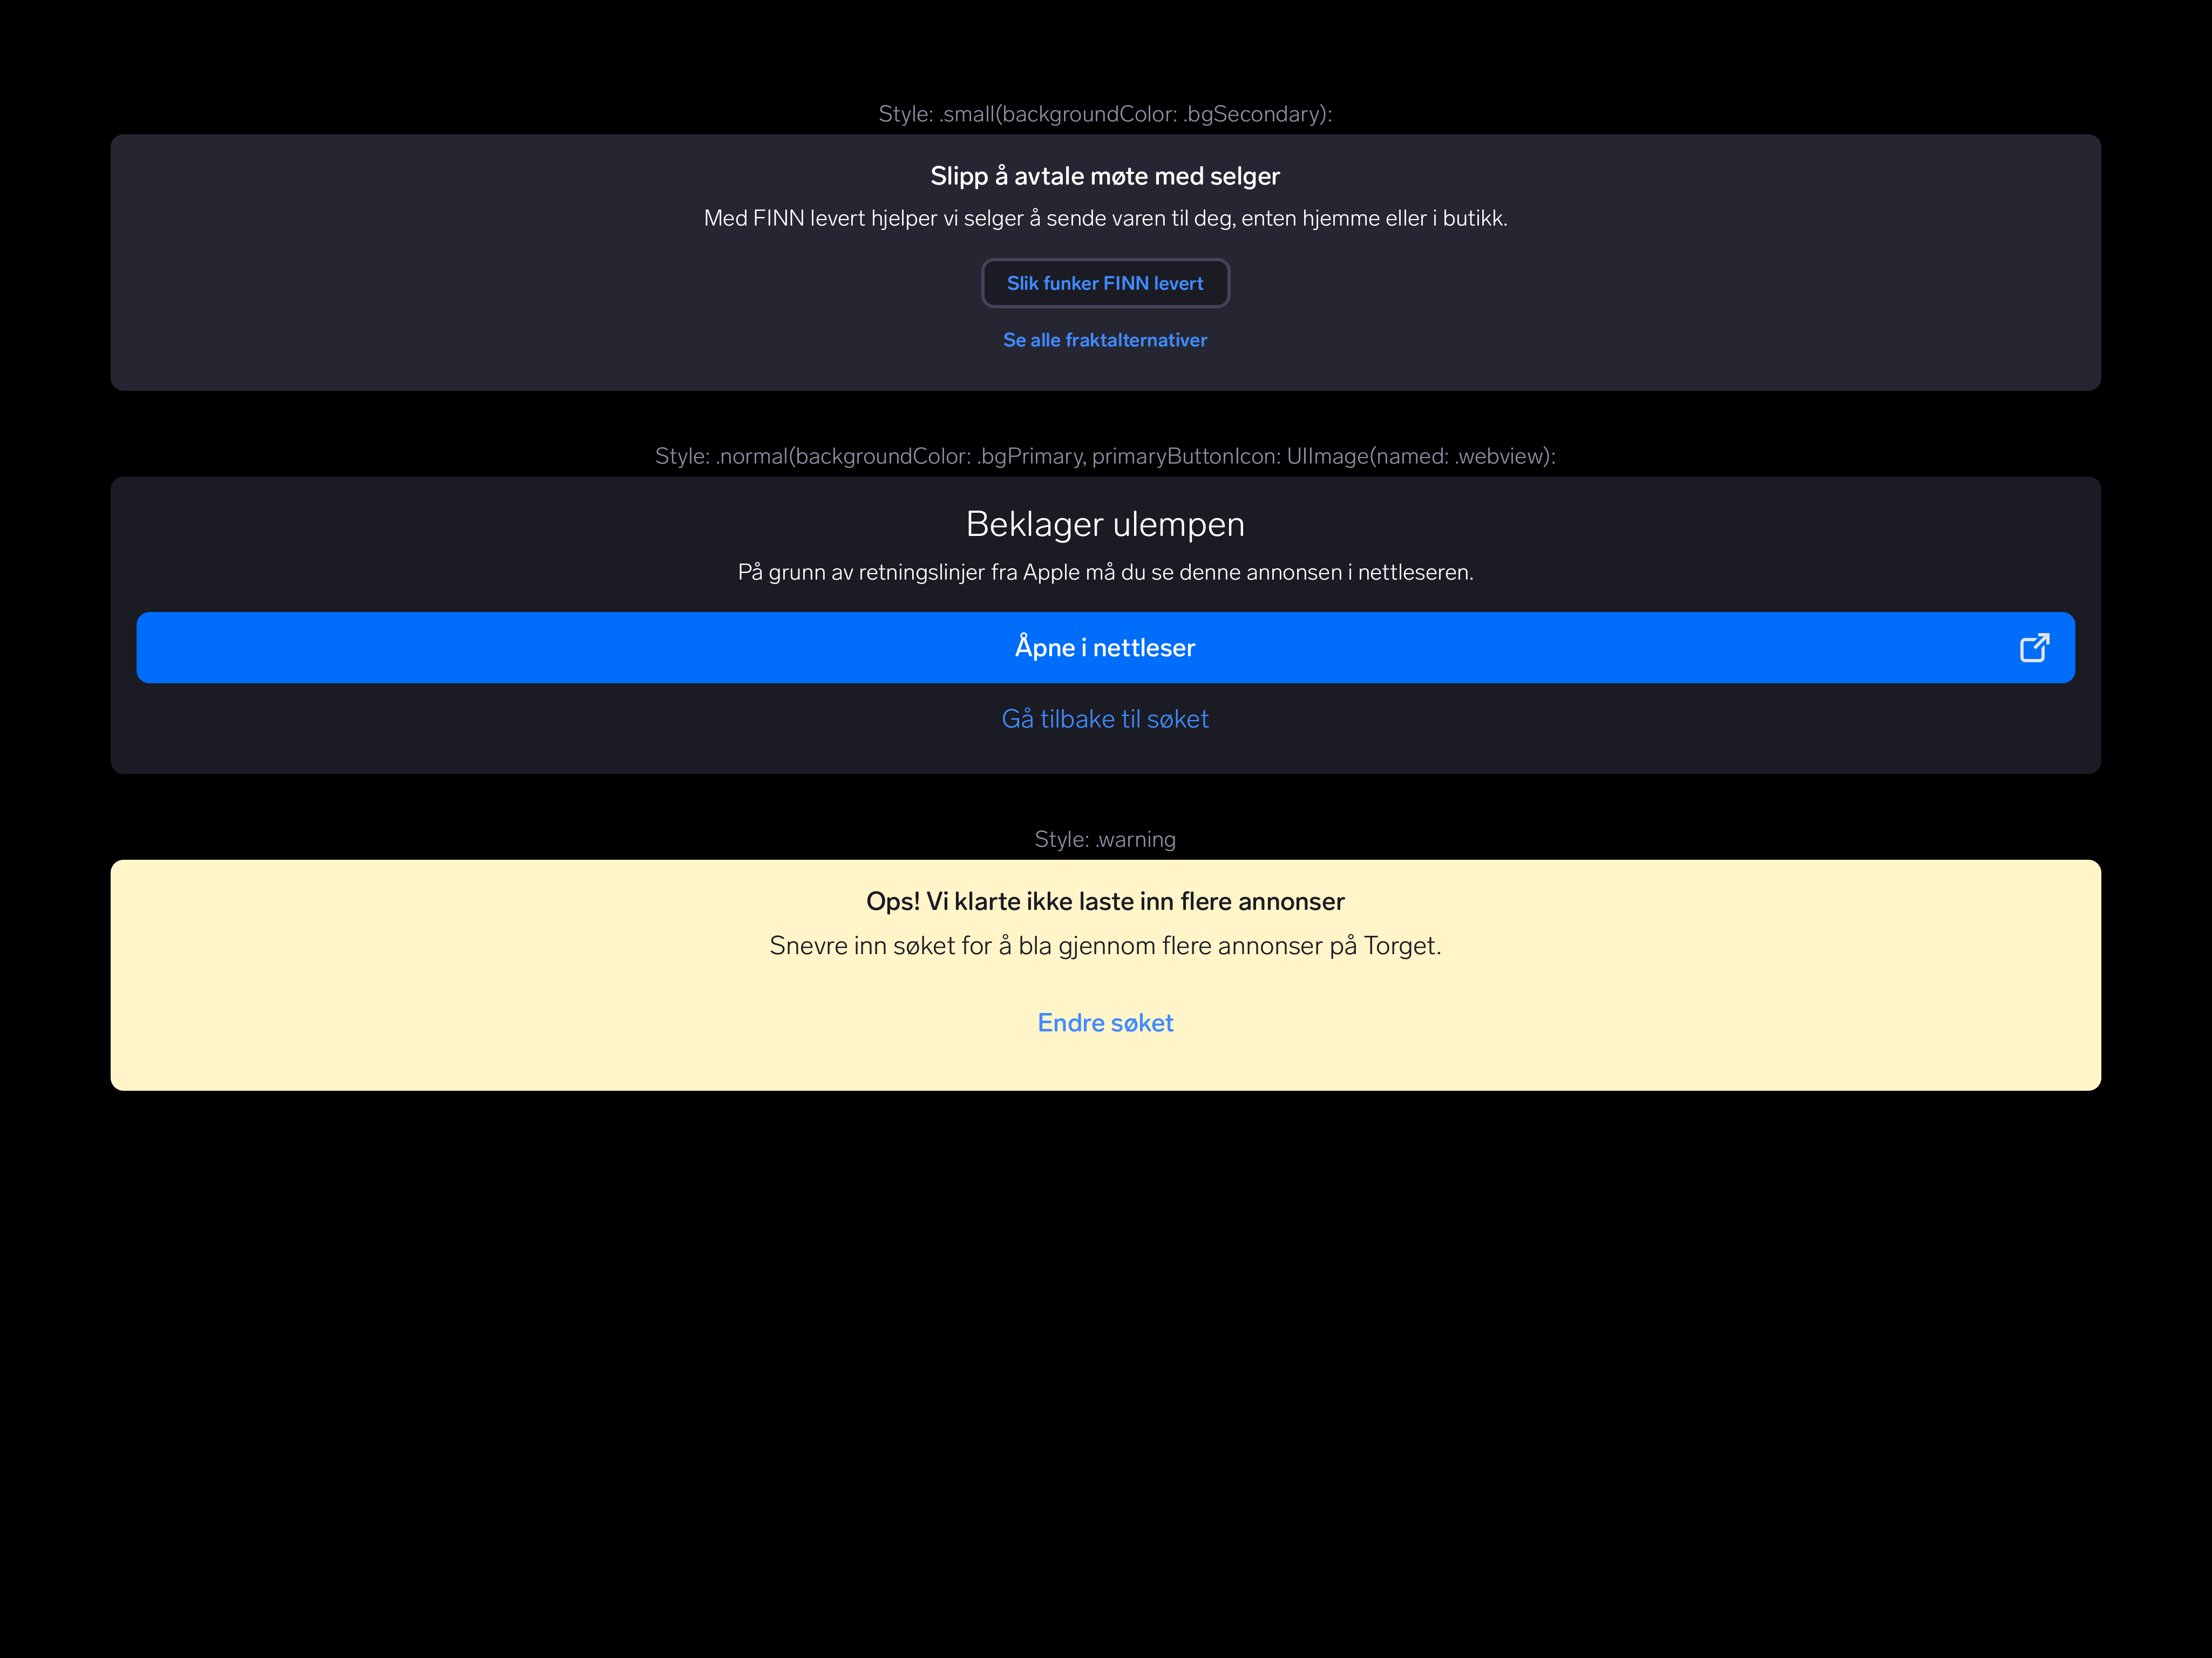 Style: .small(backgroundColor: .bgSecondary):
Slipp å avtale møte med selger
Med FINN levert hjelper vi selger å sende varen til deg, enten hjemme eller i butikk.
Slik funker FINN levert
Se alle fraktalternativer
Style: .normal(backgroundColor: .bgPrimary, primaryButtonIcon: UIImage(named: .webview):
Beklager ulempen
På grunn av retningslinjer fra Apple må du se denne annonsen i nettleseren.
Åpne i nettleser
Gå tilbake til søket
Style: .warning
Ops! Vi klarte ikke laste inn flere annonser
Snevre inn søket for å bla gjennom flere annonser på Torget.
Endre søket